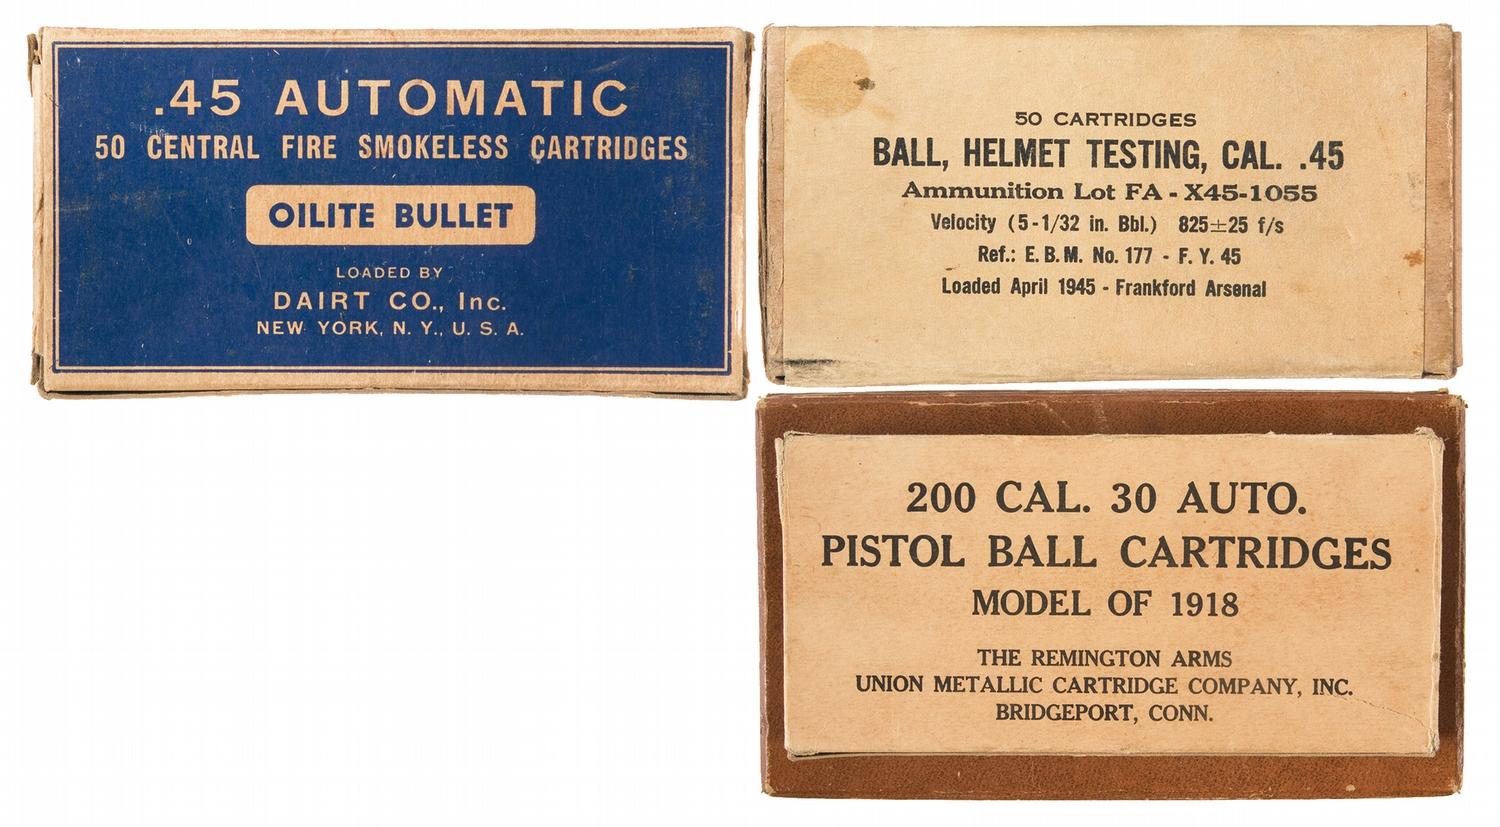 .45 AUTOMATIC
50 CENTRAL FIRE SMOKELESS CARTRIDGES
OILITE BULLET
LOADED BY
DAIRT CO., Inc.
NEW YORK, N. Y., U. S. A.
50 CARTRIDGES
BALL, HELMET TESTING, CAL. .45
Ammunition Lot FA - X45-1055
Velocity (5-1/32 in. Bbl.) 825±25 f/s
Ref.: E. B. M. No. 177 - F. Y. 45
Loaded April 1945 - Frankford Arsenal
200 CAL. 30 AUTO.
PISTOL BALL CARTRIDGES
MODEL OF 1918
THE REMINGTON ARMS
UNION METALLIC CARTRIDGE COMPANY, INC.
BRIDGEPORT, CONN.